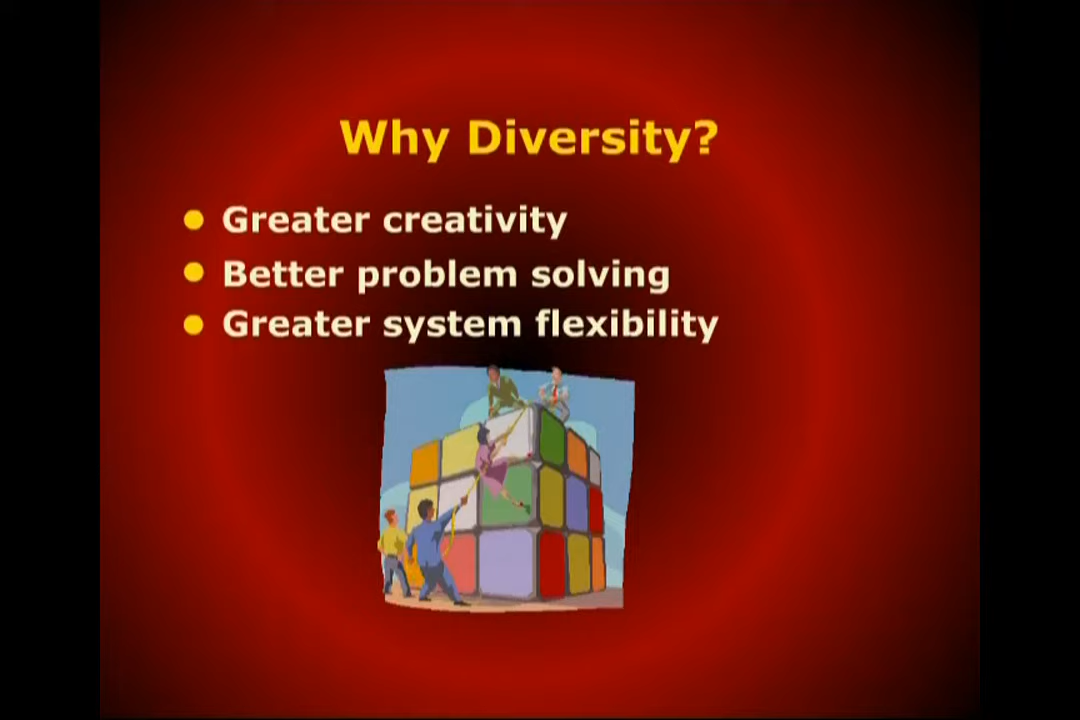 Why Diversity?
Greater creativity
Better problem solving
Greater system flexibility